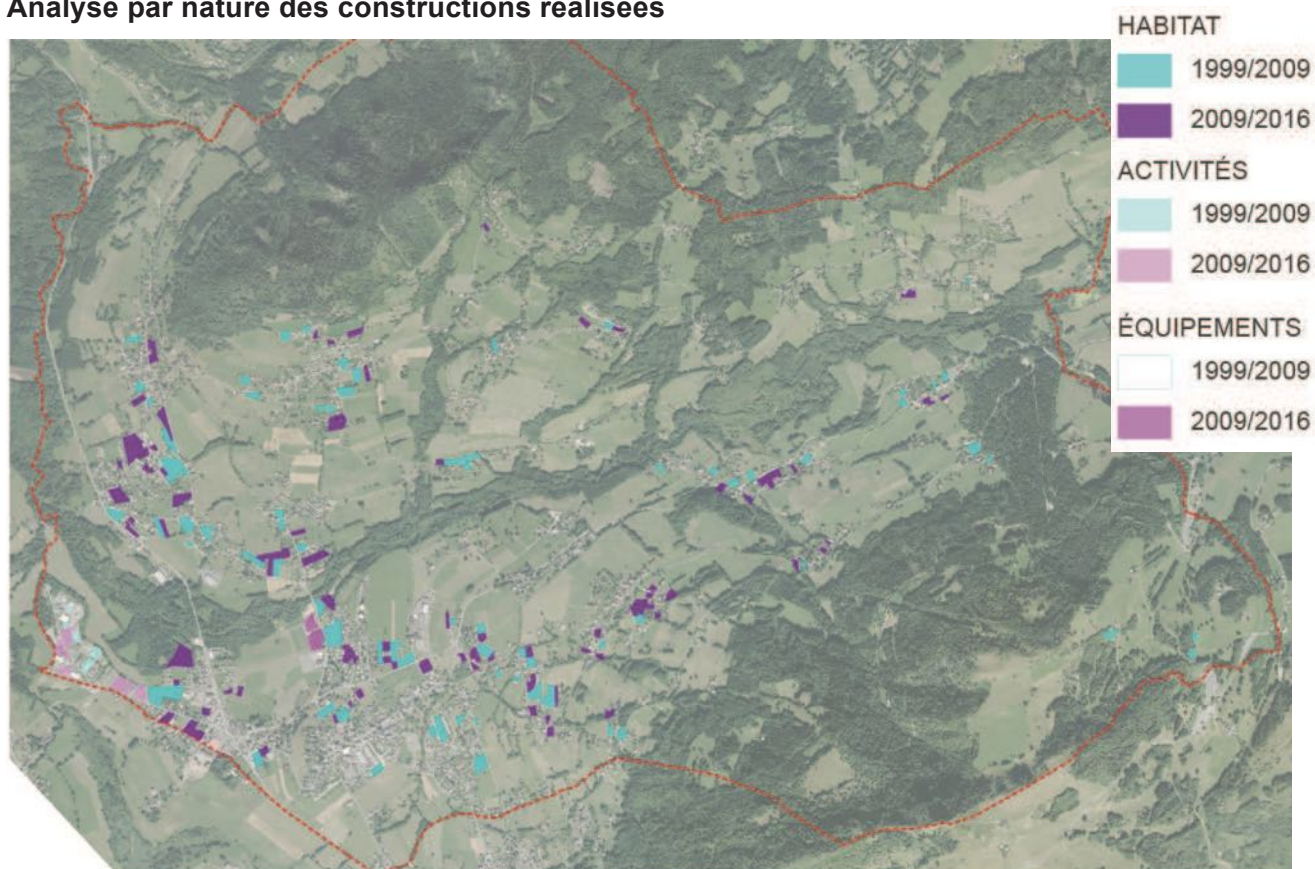 Analyse par nature des constructions réalisées
HABITAT
1999/2009
2009/2016
ACTIVITÉS
1999/2009
2009/2016
ÉQUIPEMENTS
1999/2009
2009/2016